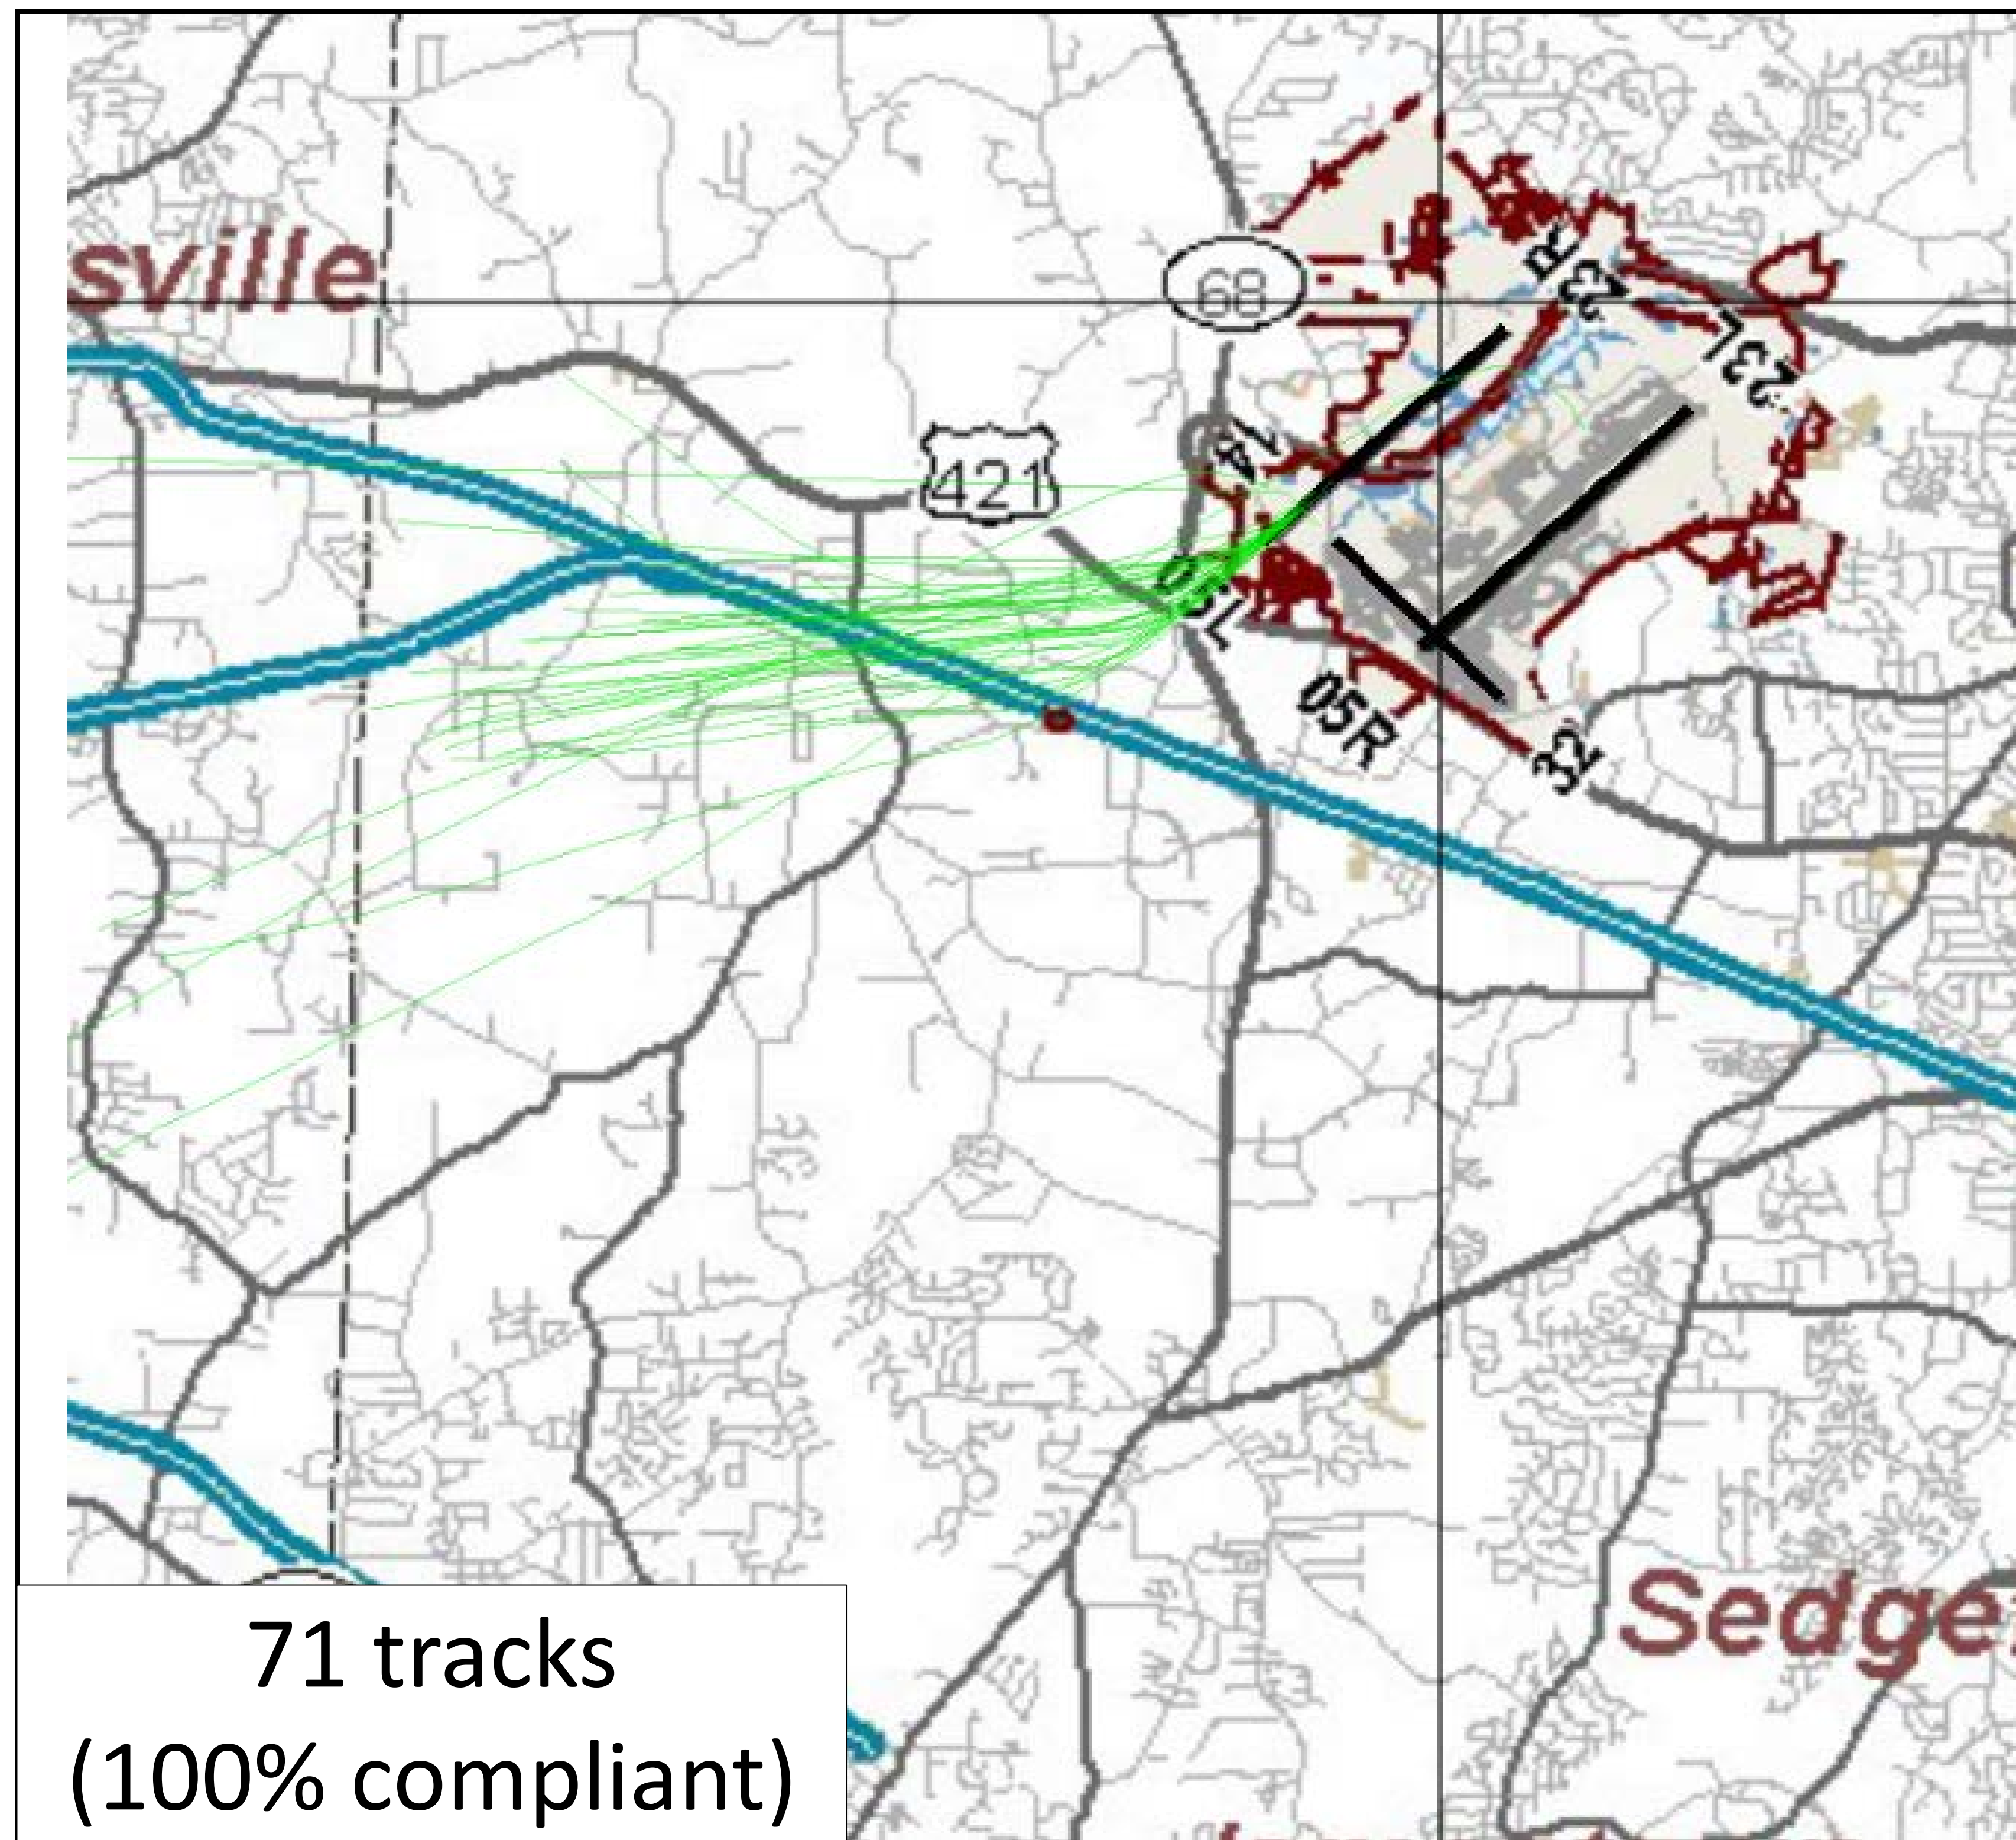 sville
68
421
23R
23L
14
05L
05R
32
Sedge
71 tracks
(100% compliant)